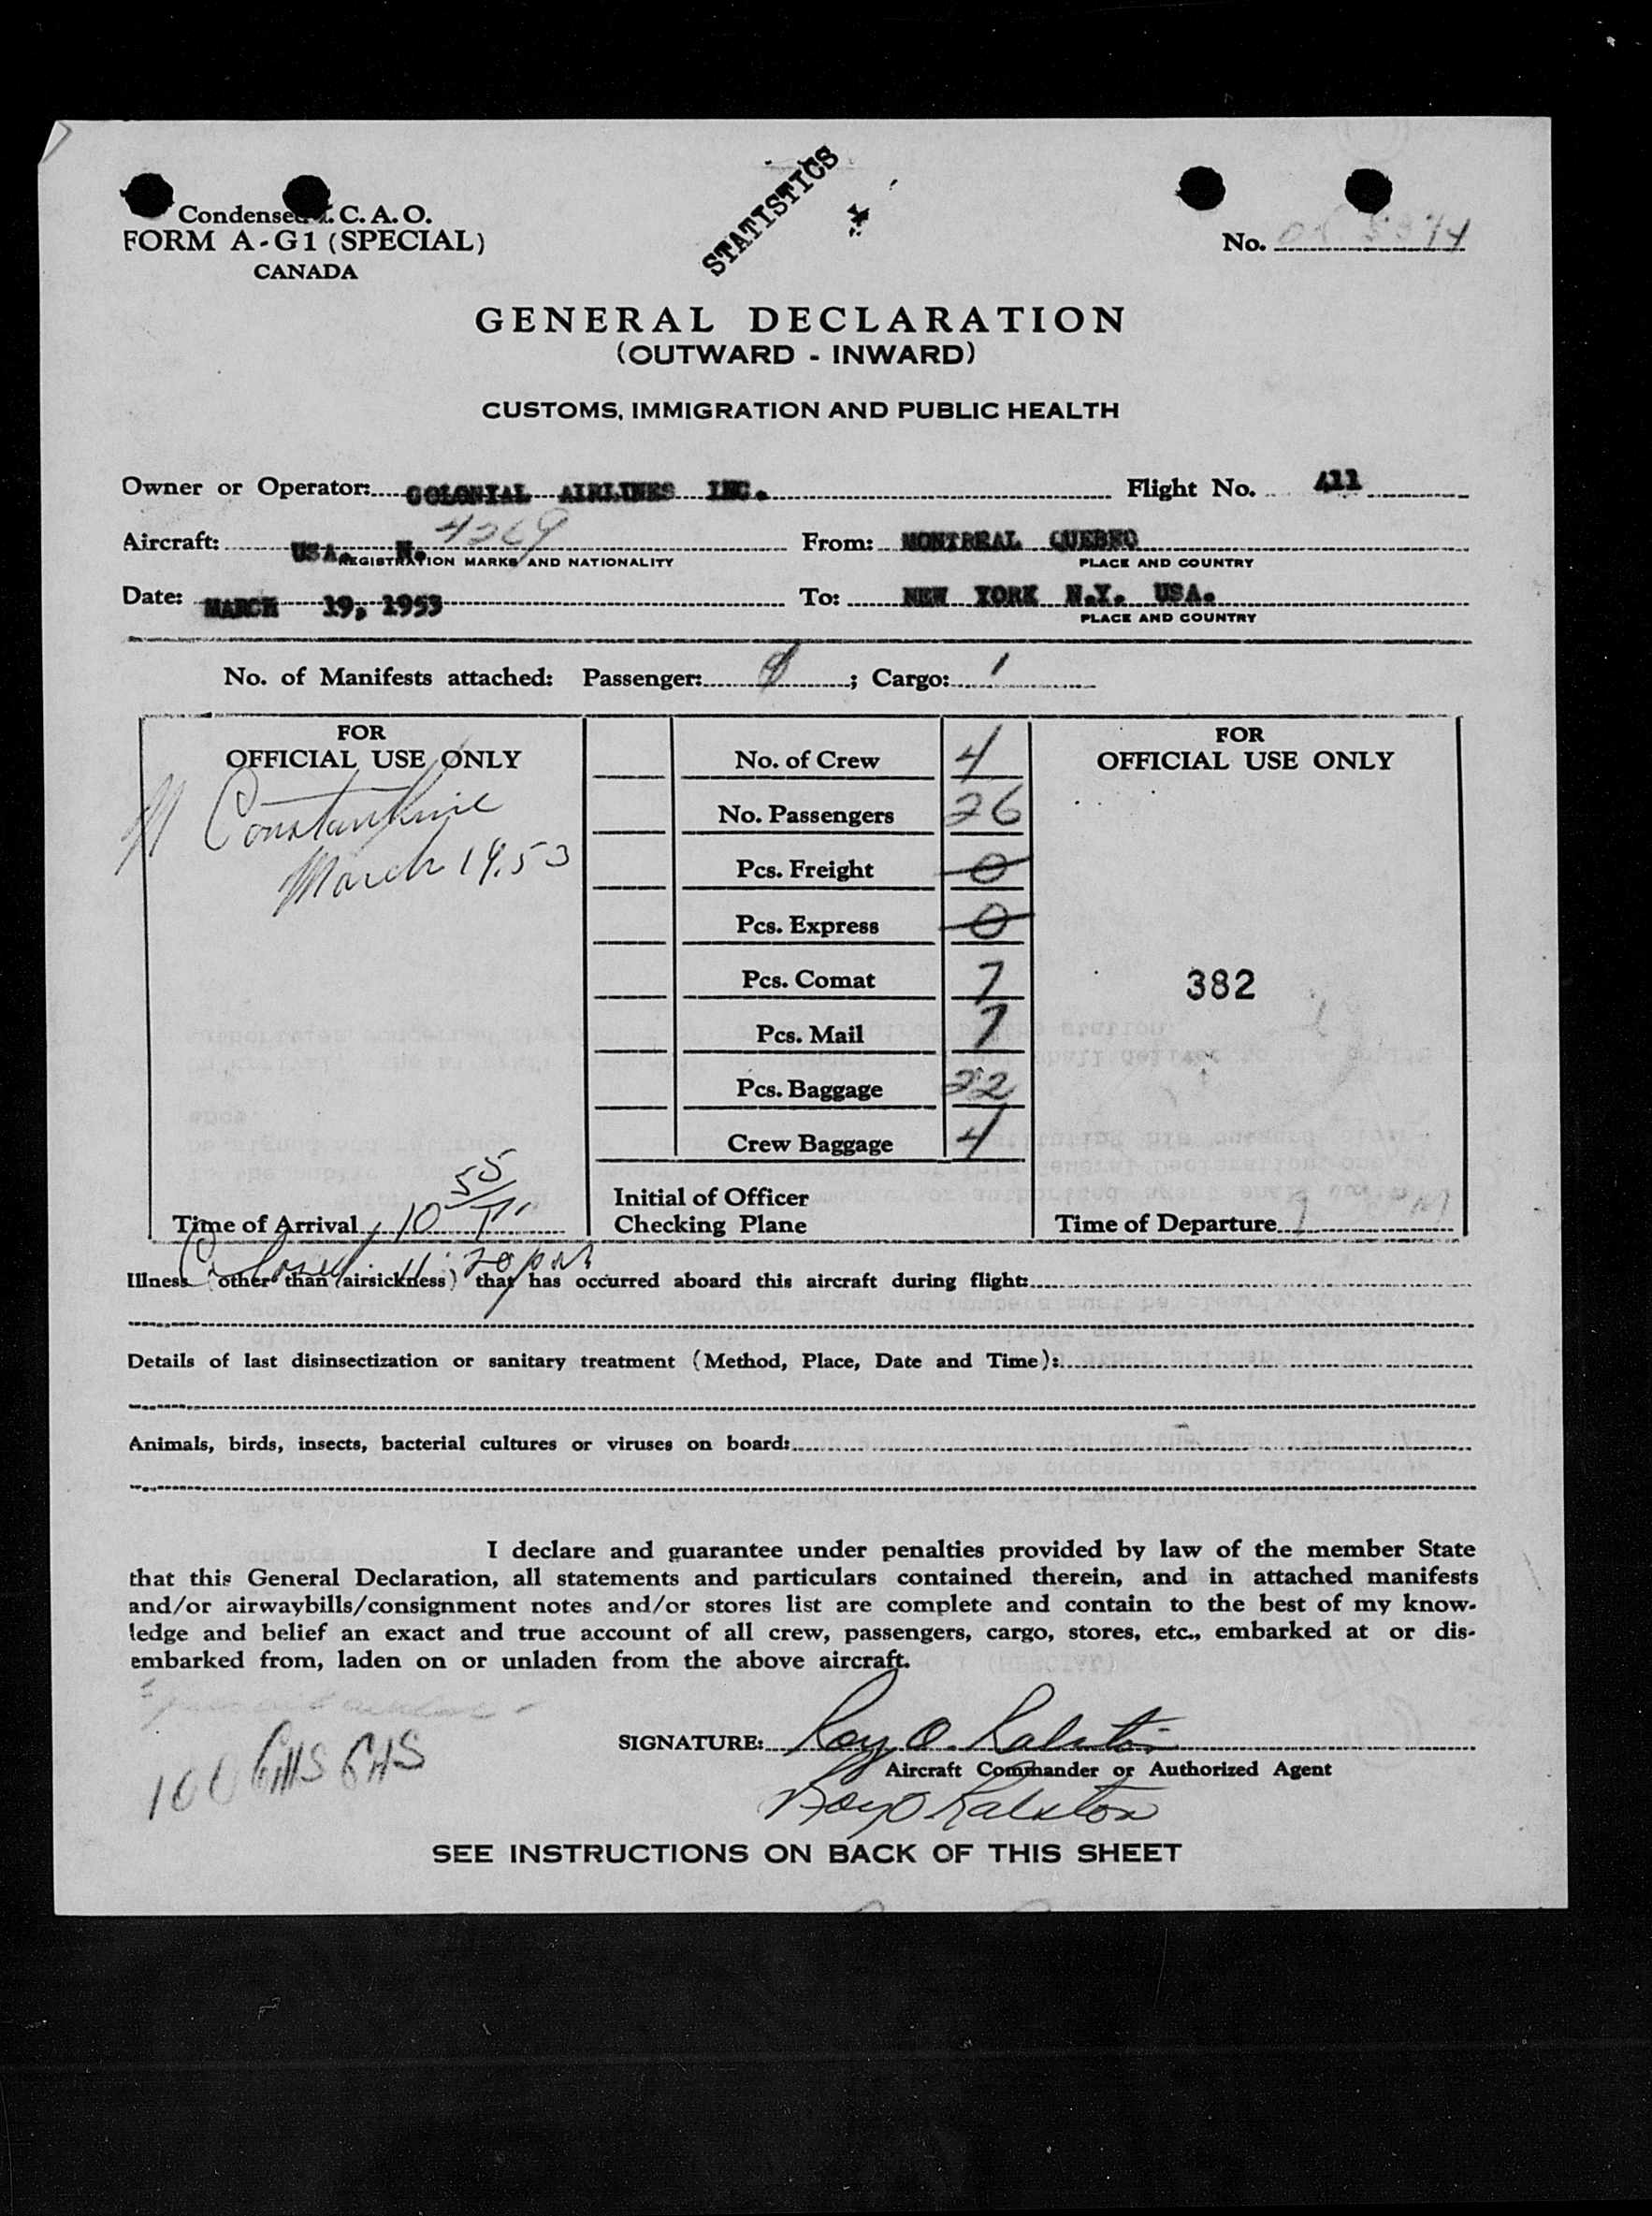 STATISTICS
Condensed I. C. A. O.
FORM A-G1 (SPECIAL)
CANADA
No.
GENERAL DECLARATION
(OUTWARD - INWARD)
CUSTOMS, IMMIGRATION AND PUBLIC HEALTH
Owner or Operator: COLONIAL AIRLINES INC. Flight No. 411
Aircraft: USA. N. 4269 From: MONTREAL QUEBEC
REGISTRATION MARKS AND NATIONALITY PLACE AND COUNTRY
Date: MARCH 19, 1953 To: NEW YORK N.Y. USA.
PLACE AND COUNTRY
No. of Manifests attached: Passenger: ; Cargo: 1
FOR
OFFICIAL USE ONLY
Constantine
March 19.53
Time of Arrival 10 55
No. of Crew 4
No. Passengers 26
Pcs. Freight 0
Pcs. Express 0
Pcs. Comat 7
Pcs. Mail 7
Pcs. Baggage 22
Crew Baggage 4
Initial of Officer
Checking Plane
FOR
OFFICIAL USE ONLY
382
Time of Departure
Closed 11:20 pm
Illness (other than airsickness) that has occurred aboard this aircraft during flight:
Details of last disinsectization or sanitary treatment (Method, Place, Date and Time):
Animals, birds, insects, bacterial cultures or viruses on board:
I declare and guarantee under penalties provided by law of the member State
that this General Declaration, all statements and particulars contained therein, and in attached manifests
and/or airwaybills/consignment notes and/or stores list are complete and contain to the best of my know-
ledge and belief an exact and true account of all crew, passengers, cargo, stores, etc., embarked at or dis-
embarked from, laden on or unladen from the above aircraft.
SIGNATURE: Roy O. Ralston
Aircraft Commander or Authorized Agent
Roy O Ralston
SEE INSTRUCTIONS ON BACK OF THIS SHEET